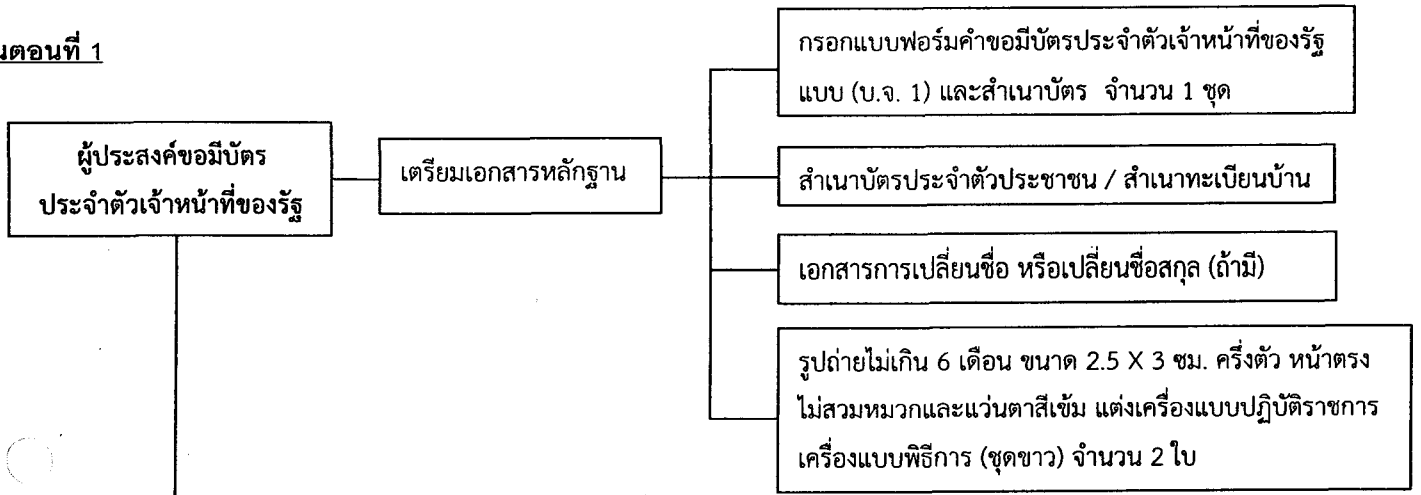 นตอนที่ 1
ผู้ประสงค์ขอมีบัตร
ประจำตัวเจ้าหน้าที่ของรัฐ
เตรียมเอกสารหลักฐาน
กรอกแบบฟอร์มคำขอมีบัตรประจำตัวเจ้าหน้าที่ของรัฐ
แบบ (บ.จ. 1) และสำเนาบัตร จำนวน 1 ชุด
สำเนาบัตรประจำตัวประชาชน / สำเนาทะเบียนบ้าน
เอกสารการเปลี่ยนชื่อ หรือเปลี่ยนชื่อสกุล (ถ้ามี)
รูปถ่ายไม่เกิน 6 เดือน ขนาด 2.5 X 3 ซม. ครึ่งตัว หน้าตรง
ไม่สวมหมวกและแว่นตาสีเข้ม แต่งเครื่องแบบปฏิบัติราชการ
เครื่องแบบพิธีการ (ชุดขาว) จำนวน 2 ใบ